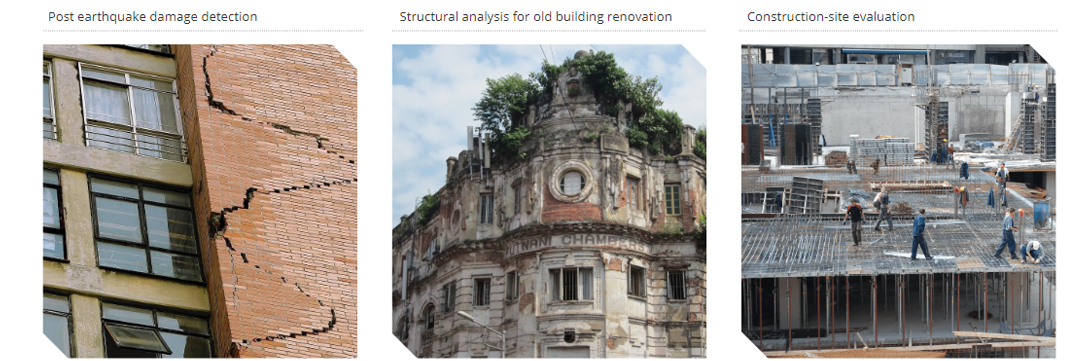 Post earthquake damage detection
Structural analysis for old building renovation
Construction-site evaluation
CHAMBERS